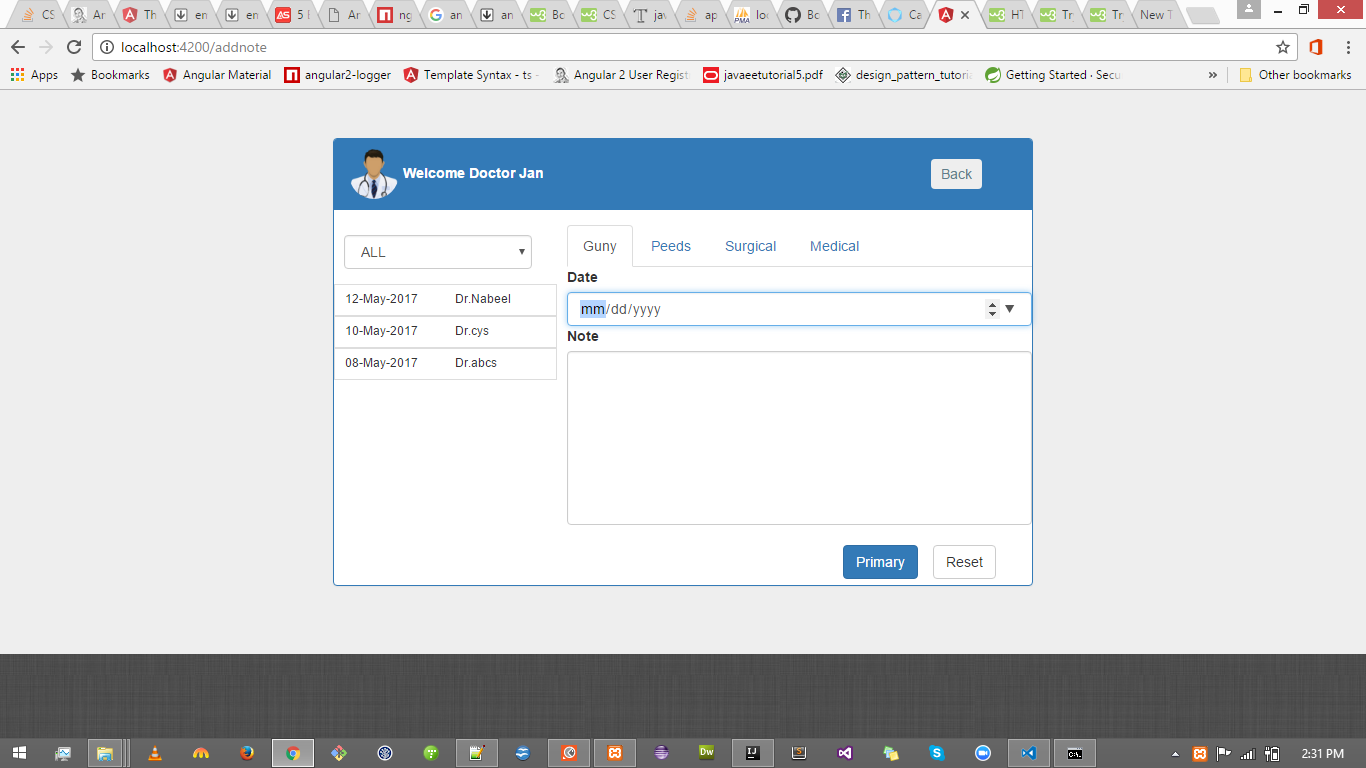 CS
Ar
Th
en
en
5 I
Ar
ng
an
an
Bo
CS
jav
ap
loc
Bo
Th
Ca
HT
Tr
Tr
New T
localhost:4200/addnote
Apps Bookmarks Angular Material angular2-logger Template Syntax - ts - Angular 2 User Regist javaeetutorial5.pdf design_pattern_tutoria Getting Started · Secu » Other bookmarks
Welcome Doctor Jan
Back
ALL
Guny Peeds Surgical Medical
Date
12-May-2017 Dr.Nabeel
mm/dd/yyyy
10-May-2017 Dr.cys
Note
08-May-2017 Dr.abcs
Primary Reset
2:31 PM